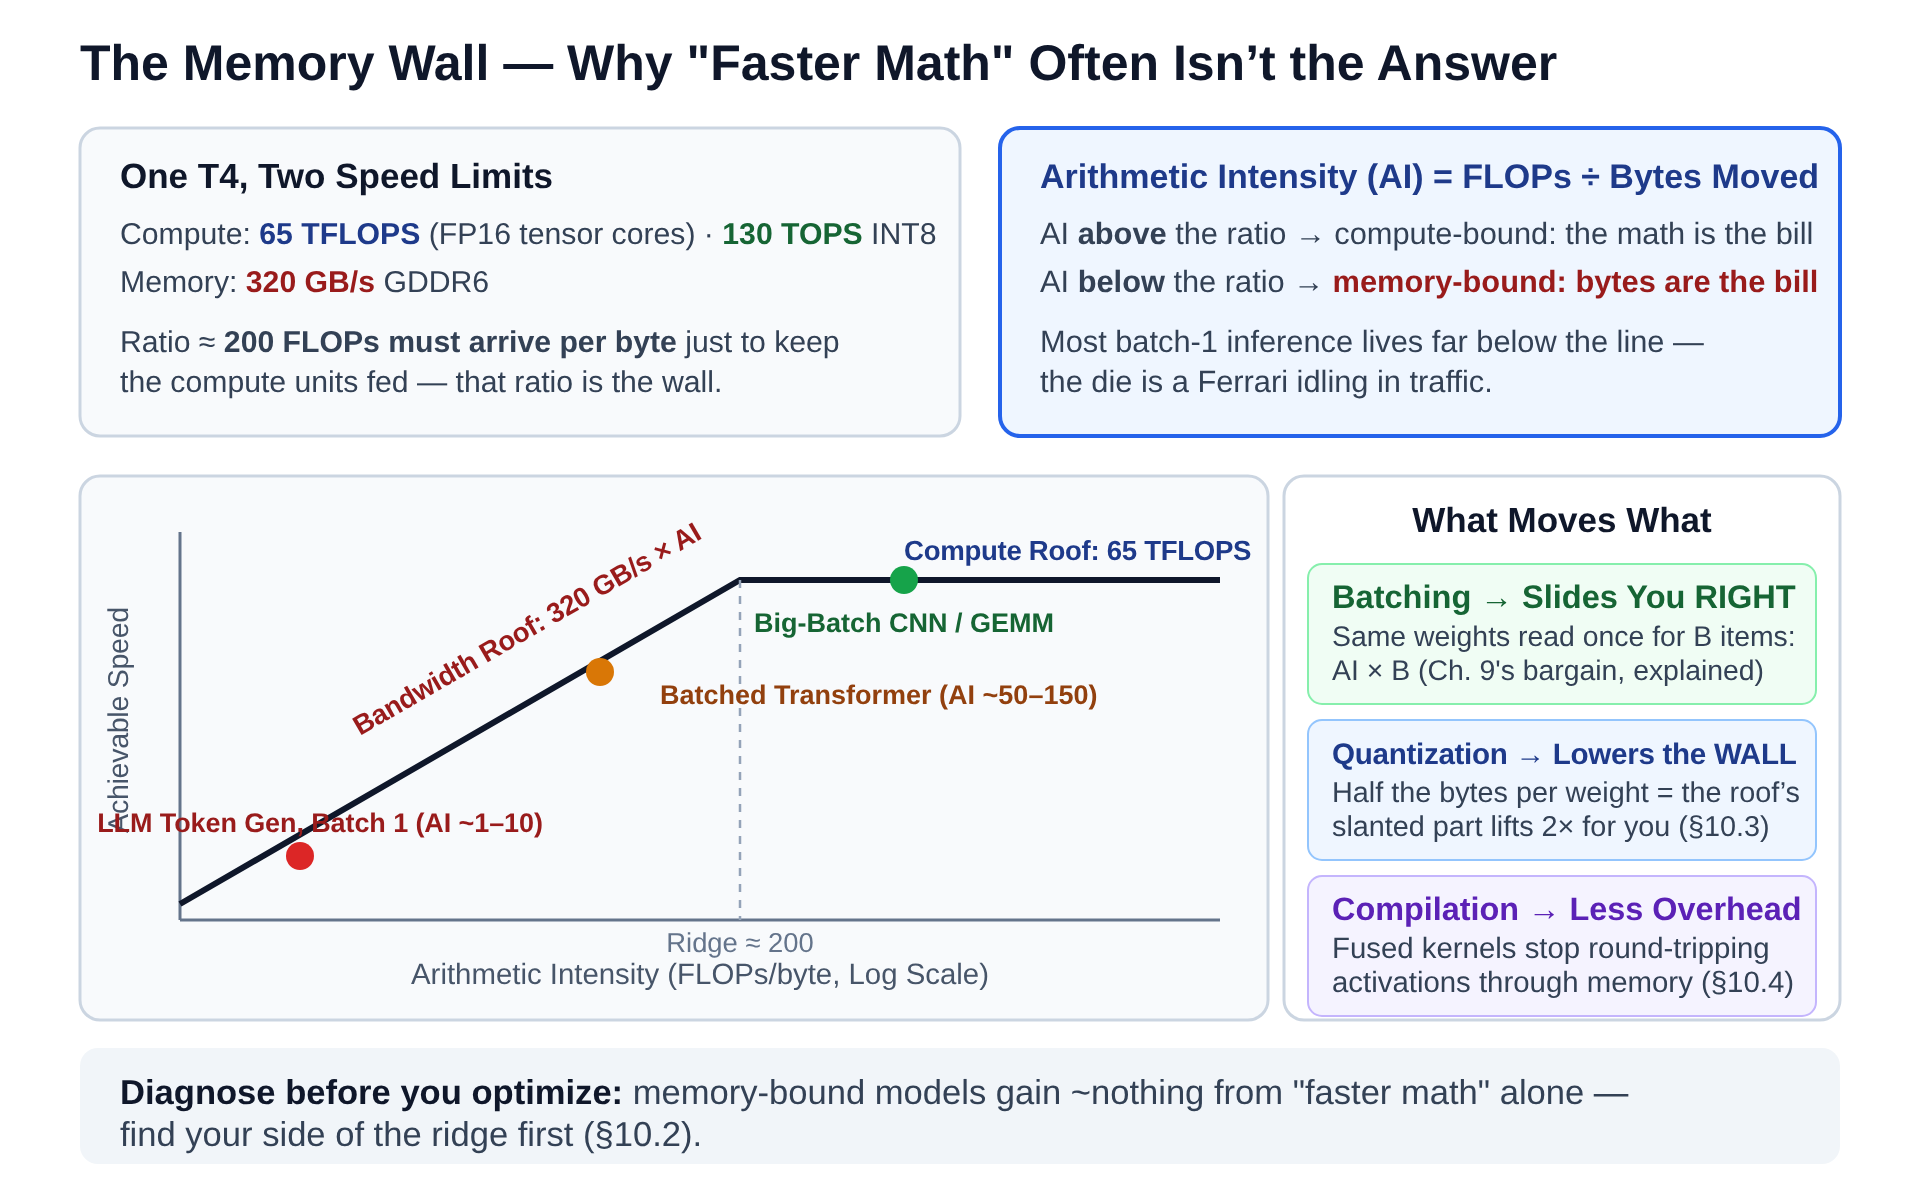 The Memory Wall — Why "Faster Math" Often Isn’t the Answer
One T4, Two Speed Limits
Compute: 65 TFLOPS (FP16 tensor cores) · 130 TOPS INT8
Memory: 320 GB/s GDDR6
Ratio ≈ 200 FLOPs must arrive per byte just to keep
the compute units fed — that ratio is the wall.
Arithmetic Intensity (AI) = FLOPs ÷ Bytes Moved
AI above the ratio → compute-bound: the math is the bill
AI below the ratio → memory-bound: bytes are the bill
Most batch-1 inference lives far below the line —
the die is a Ferrari idling in traffic.
Achievable Speed
Bandwidth Roof: 320 GB/s × AI
Compute Roof: 65 TFLOPS
Big-Batch CNN / GEMM
Batched Transformer (AI ~50–150)
LLM Token Gen, Batch 1 (AI ~1–10)
Ridge ≈ 200
Arithmetic Intensity (FLOPs/byte, Log Scale)
What Moves What
Batching → Slides You RIGHT
Same weights read once for B items:
AI × B (Ch. 9's bargain, explained)
Quantization → Lowers the WALL
Half the bytes per weight = the roof’s
slanted part lifts 2× for you (§10.3)
Compilation → Less Overhead
Fused kernels stop round-tripping
activations through memory (§10.4)
Diagnose before you optimize: memory-bound models gain ~nothing from "faster math" alone —
find your side of the ridge first (§10.2).